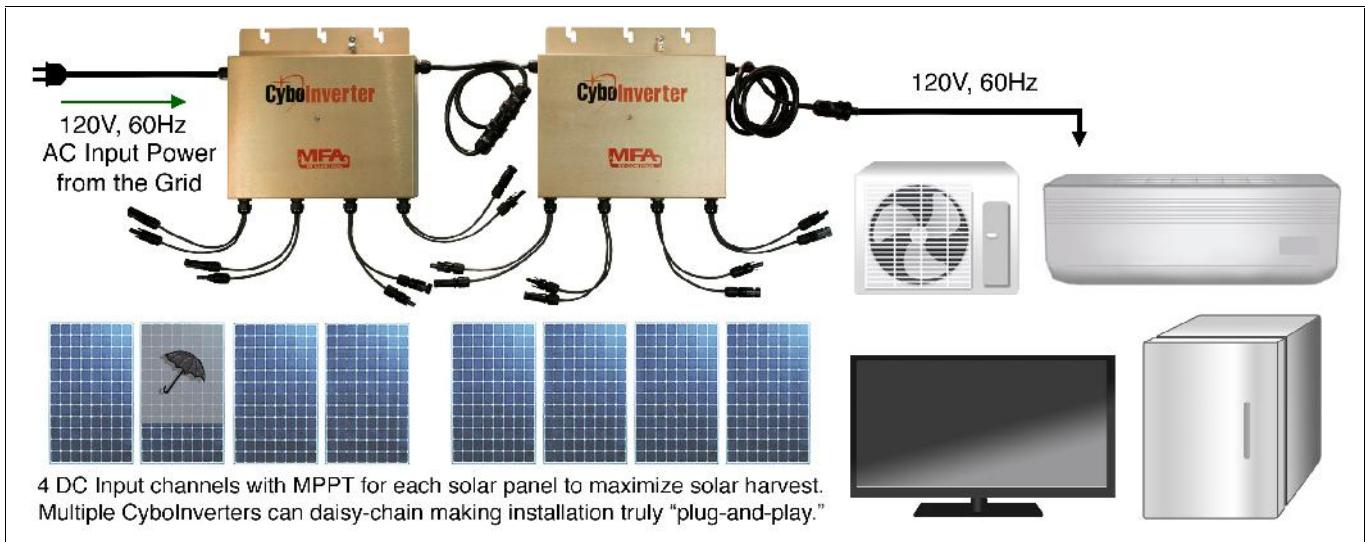 120V, 60Hz
AC Input Power
from the Grid
CyboInverter
MFA
CyboInverter
MFA
120V, 60Hz
4 DC Input channels with MPPT for each solar panel to maximize solar harvest.
Multiple CyboInverters can daisy-chain making installation truly “plug-and-play.”